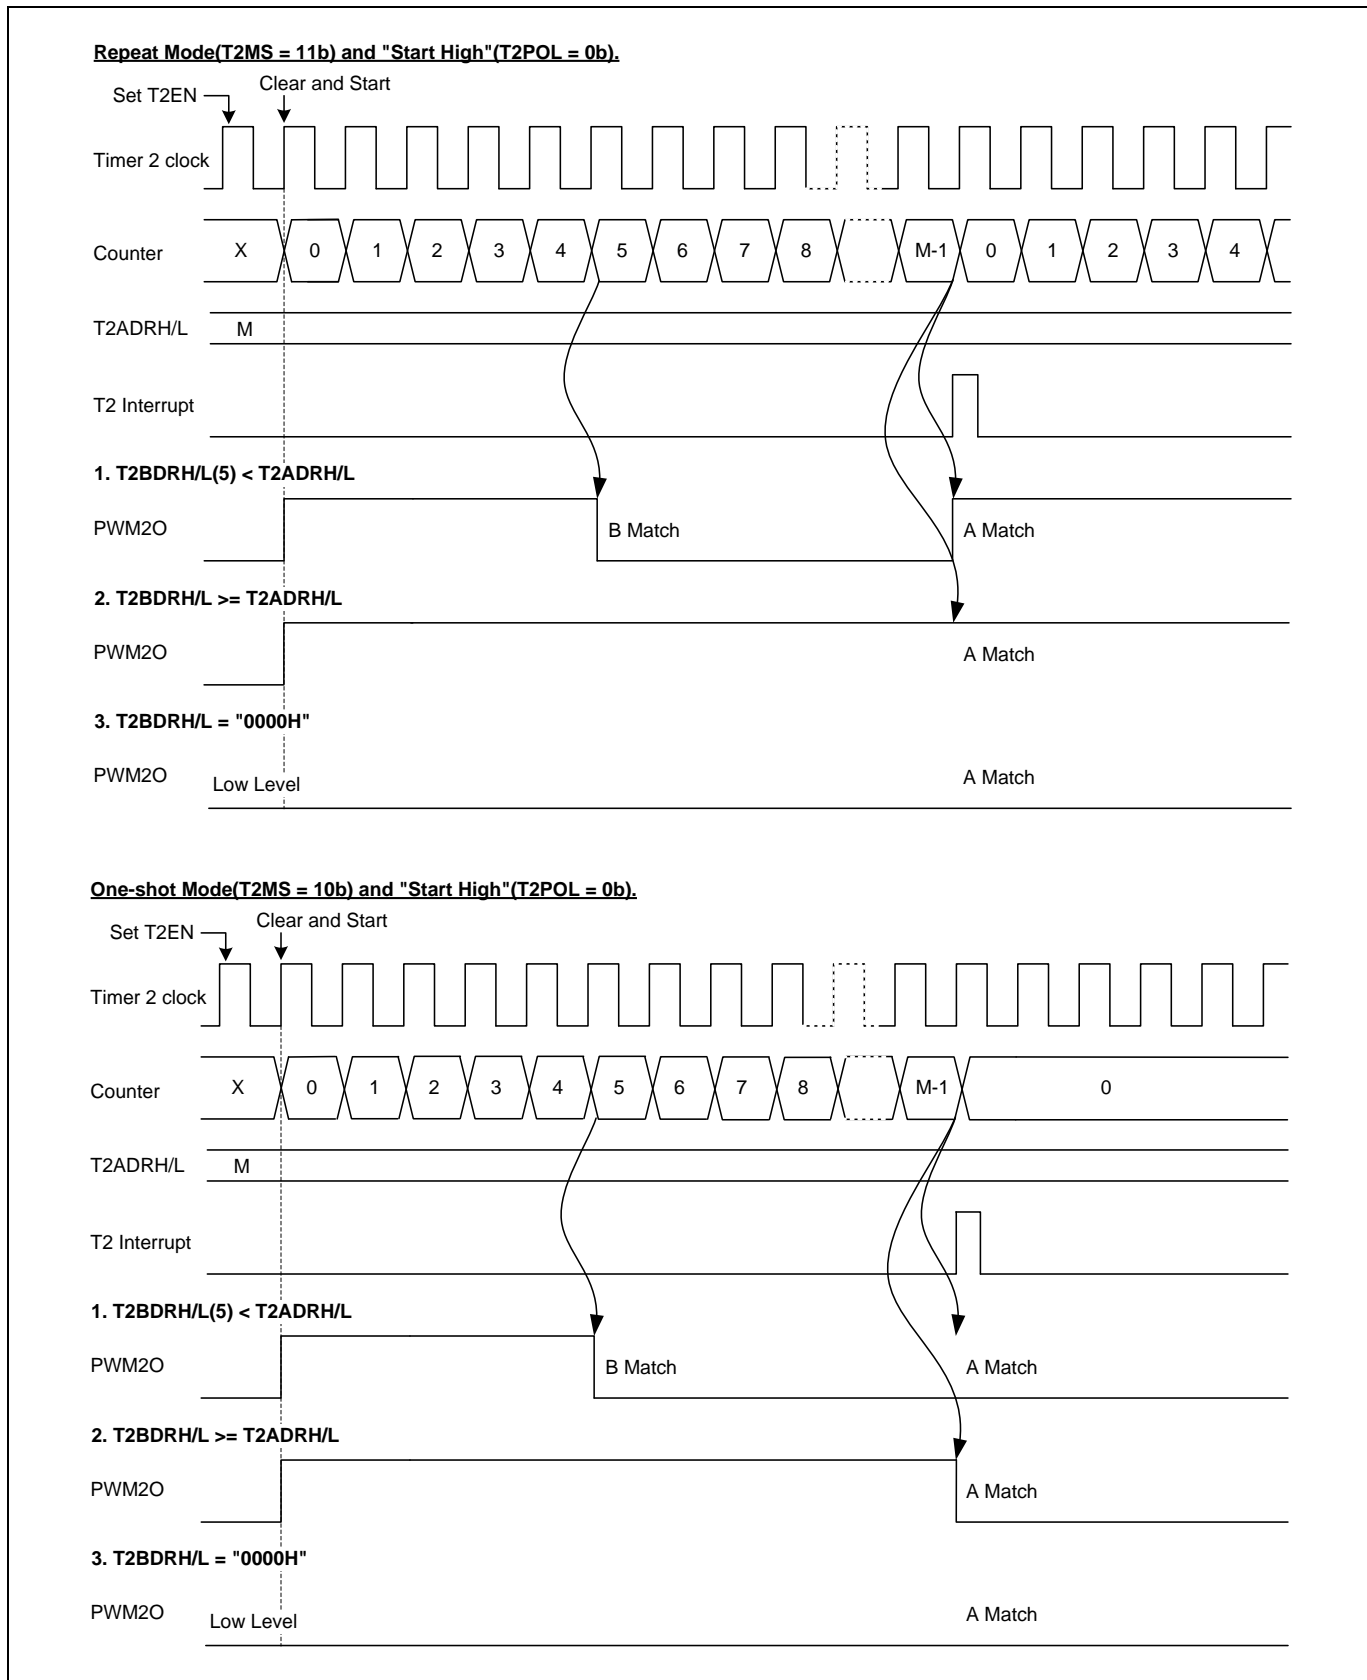 Repeat Mode(T2MS = 11b) and "Start High"(T2POL = 0b).
Set T2EN
Clear and Start
Timer 2 clock
Counter X 0 1 2 3 4 5 6 7 8 M-1 0 1 2 3 4
T2ADRH/L M
T2 Interrupt
1. T2BDRH/L(5) < T2ADRH/L
PWM2O B Match A Match
2. T2BDRH/L >= T2ADRH/L
PWM2O A Match
3. T2BDRH/L = "0000H"
PWM2O Low Level A Match
One-shot Mode(T2MS = 10b) and "Start High"(T2POL = 0b).
Set T2EN
Clear and Start
Timer 2 clock
Counter X 0 1 2 3 4 5 6 7 8 M-1 0
T2ADRH/L M
T2 Interrupt
1. T2BDRH/L(5) < T2ADRH/L
PWM2O B Match A Match
2. T2BDRH/L >= T2ADRH/L
PWM2O A Match
3. T2BDRH/L = "0000H"
PWM2O Low Level A Match